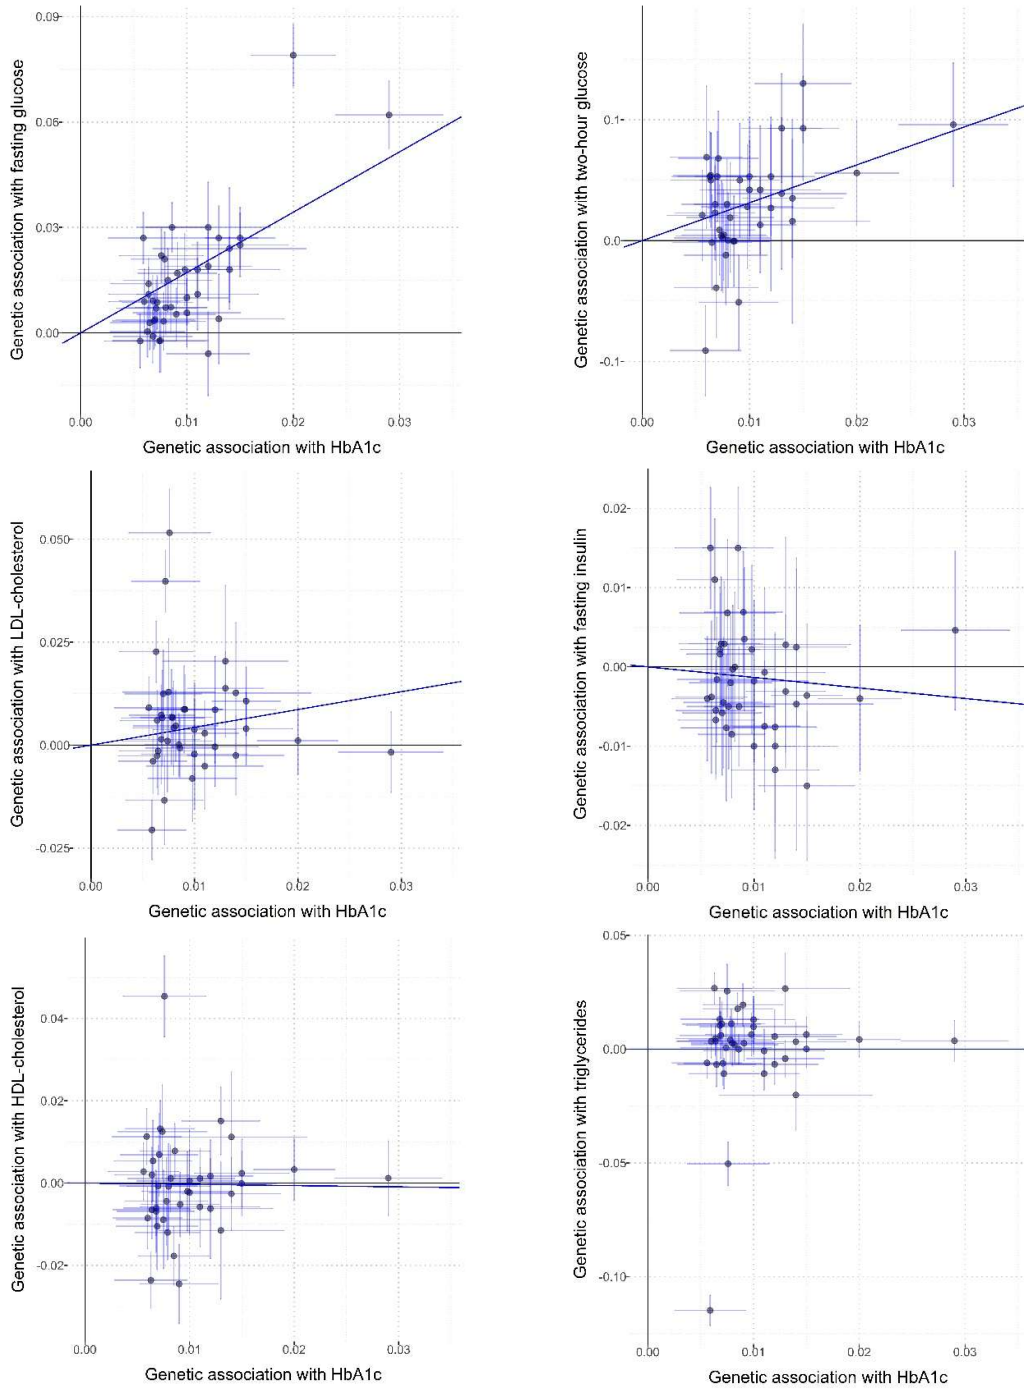 Genetic association with fasting glucose
0.09
0.06
0.03
0.00
0.00 0.01 0.02 0.03
Genetic association with HbA1c
Genetic association with two-hour glucose
0.1
0.0
-0.1
0.00 0.01 0.02 0.03
Genetic association with HbA1c
Genetic association with LDL-cholesterol
0.050
0.025
0.000
-0.025
0.00 0.01 0.02 0.03
Genetic association with HbA1c
Genetic association with fasting insulin
0.02
0.01
0.00
-0.01
-0.02
0.00 0.01 0.02 0.03
Genetic association with HbA1c
Genetic association with HDL-cholesterol
0.04
0.02
0.00
-0.02
0.00 0.01 0.02 0.03
Genetic association with HbA1c
Genetic association with triglycerides
0.05
0.00
-0.05
-0.10
0.00 0.01 0.02 0.03
Genetic association with HbA1c